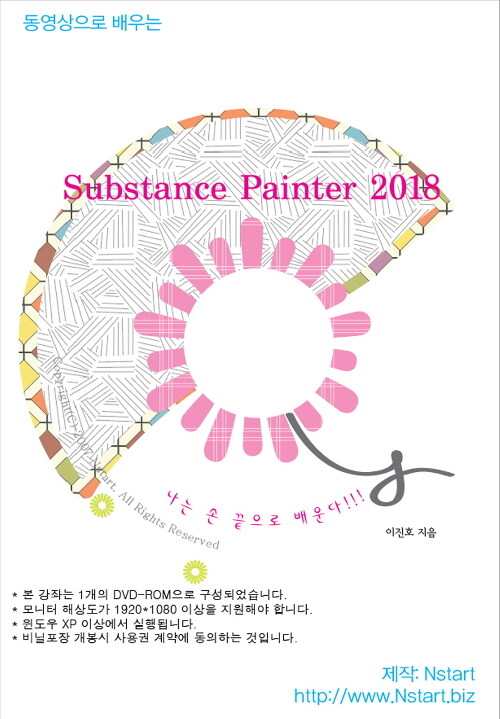 동영상으로 배우는
Substance Painter 2018
Copyright(C) 2007 Nstart. All Rights Reserved
나는 손 끝으로 배운다!!!
이진호 지음
* 본 강좌는 1개의 DVD-ROM으로 구성되었습니다.
* 모니터 해상도가 1920*1080 이상을 지원해야 합니다.
* 윈도우 XP 이상에서 실행됩니다.
* 비닐포장 개봉시 사용권 계약에 동의하는 것입니다.
제작: Nstart
http://www.Nstart.biz